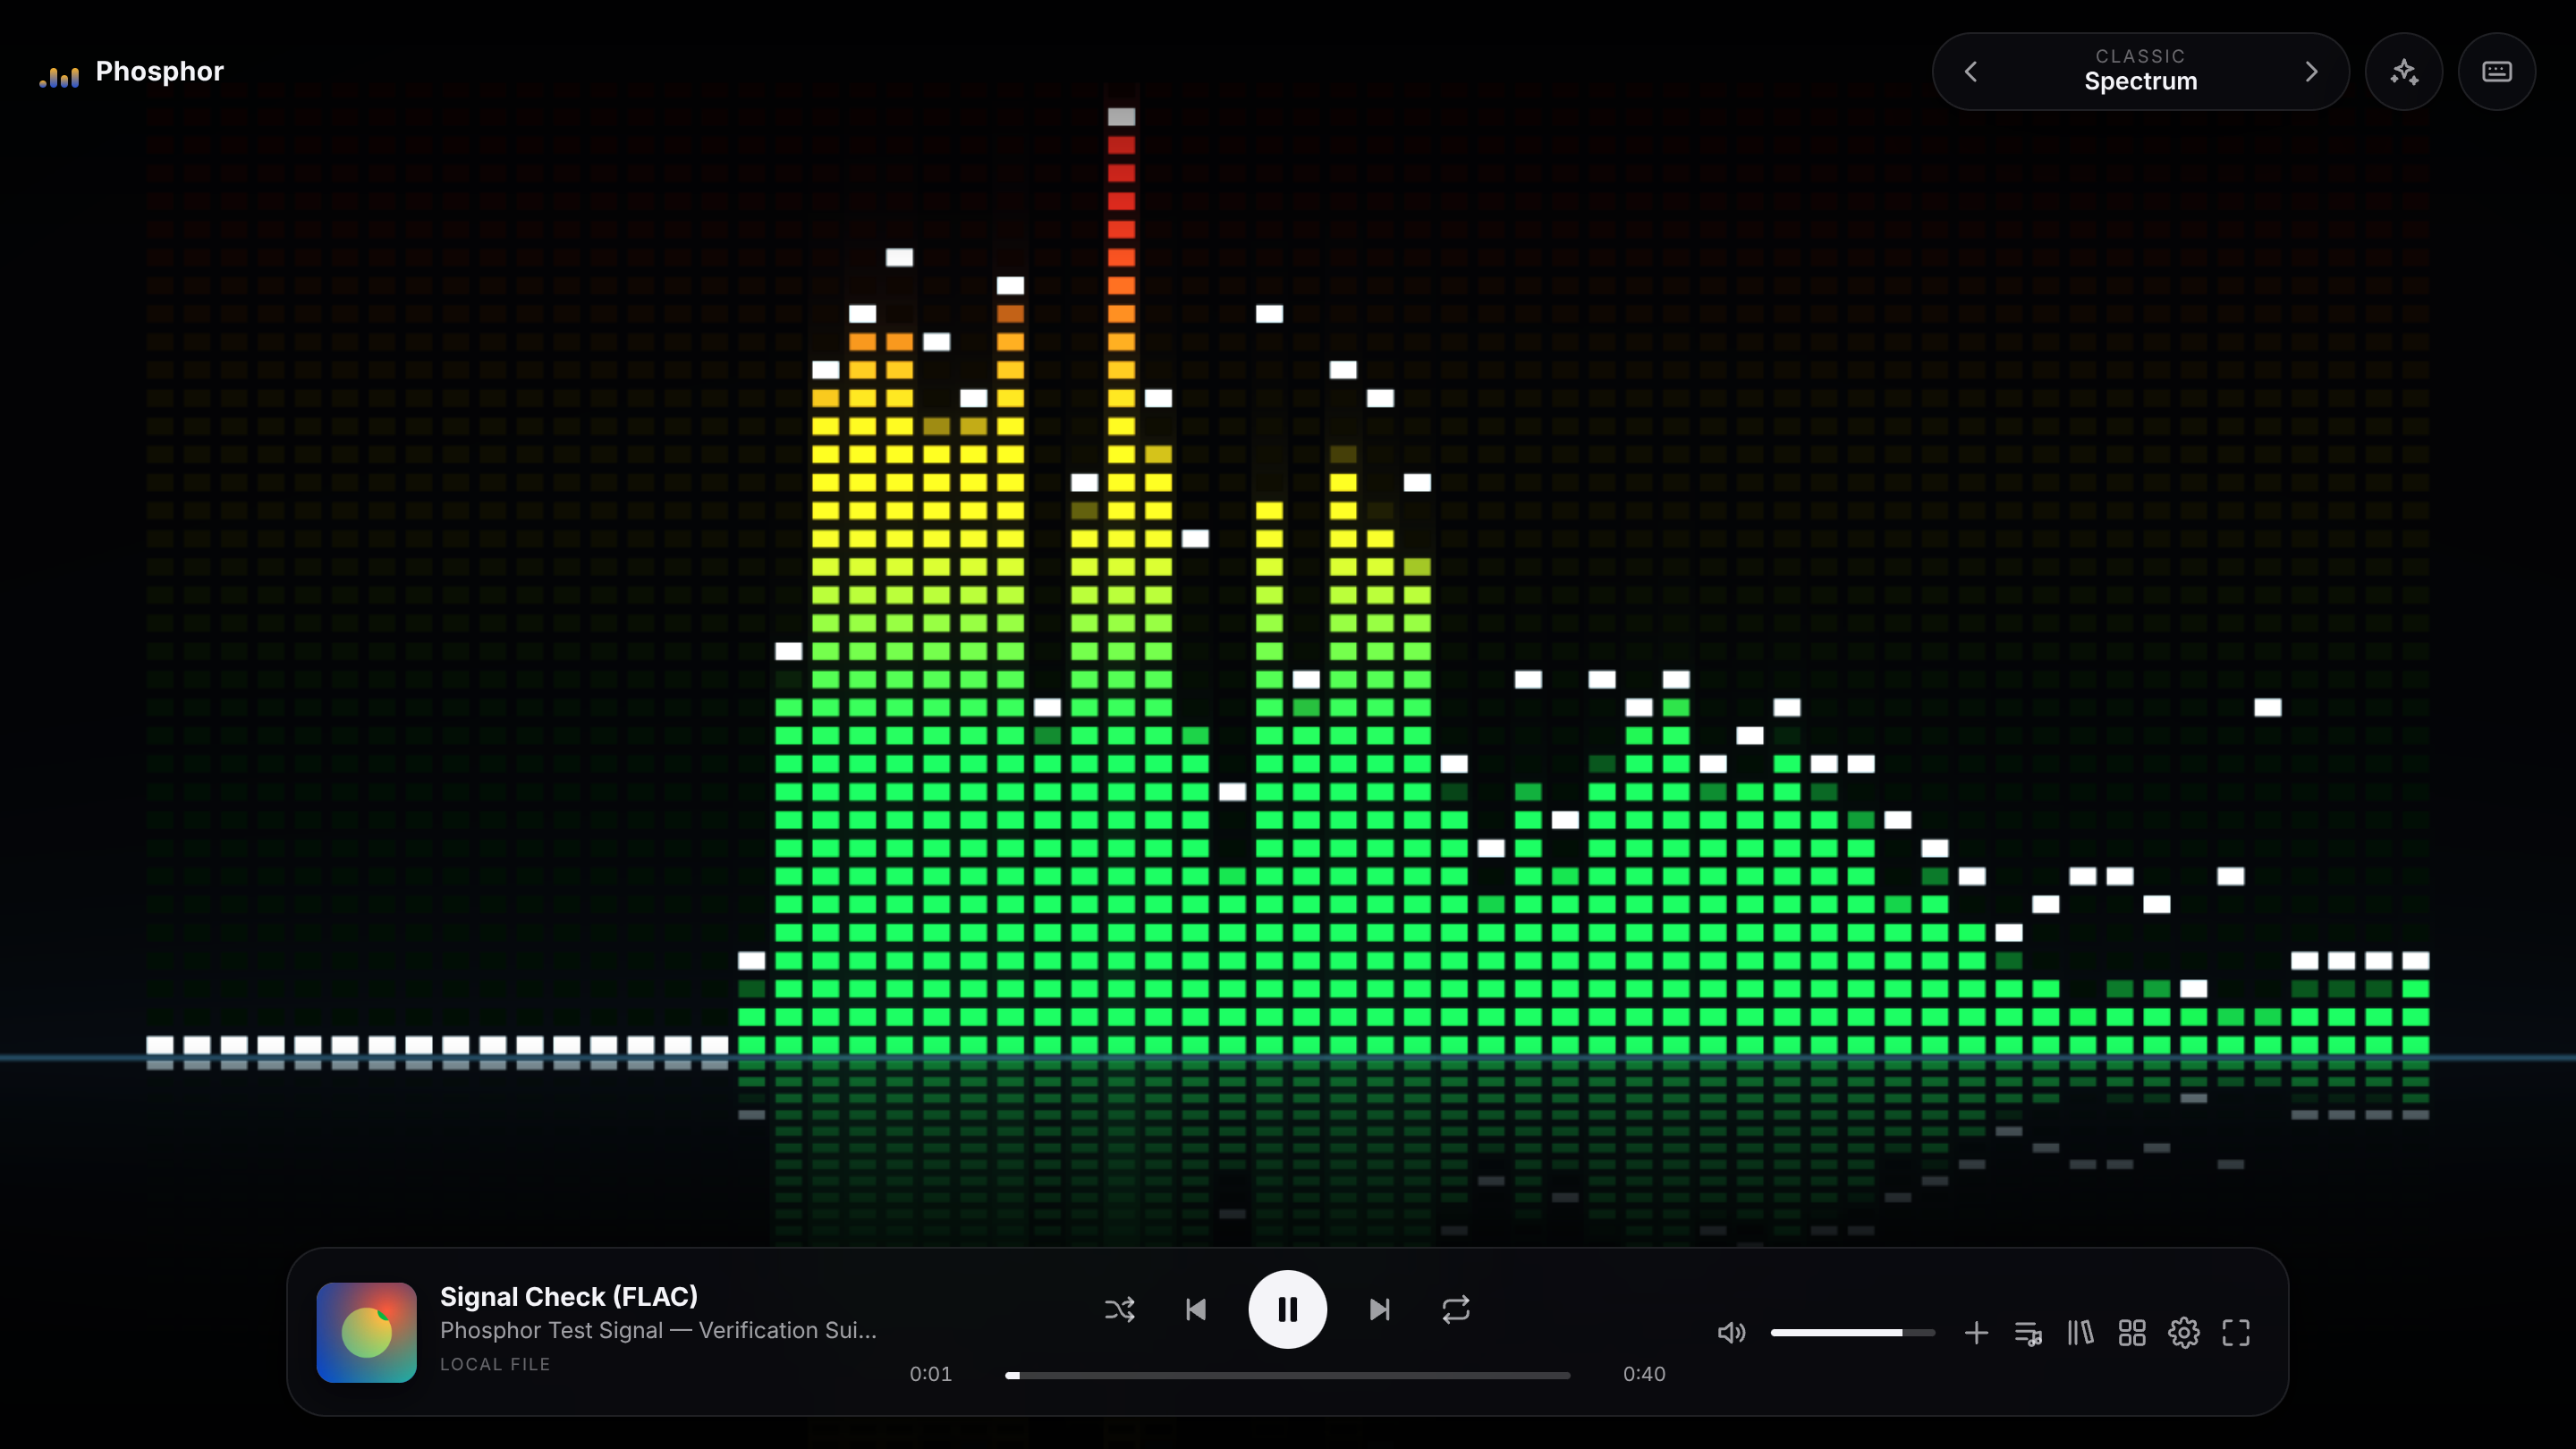 Phosphor
CLASSIC
Spectrum
Signal Check (FLAC)
Phosphor Test Signal — Verification Sui...
LOCAL FILE
0:01
0:40